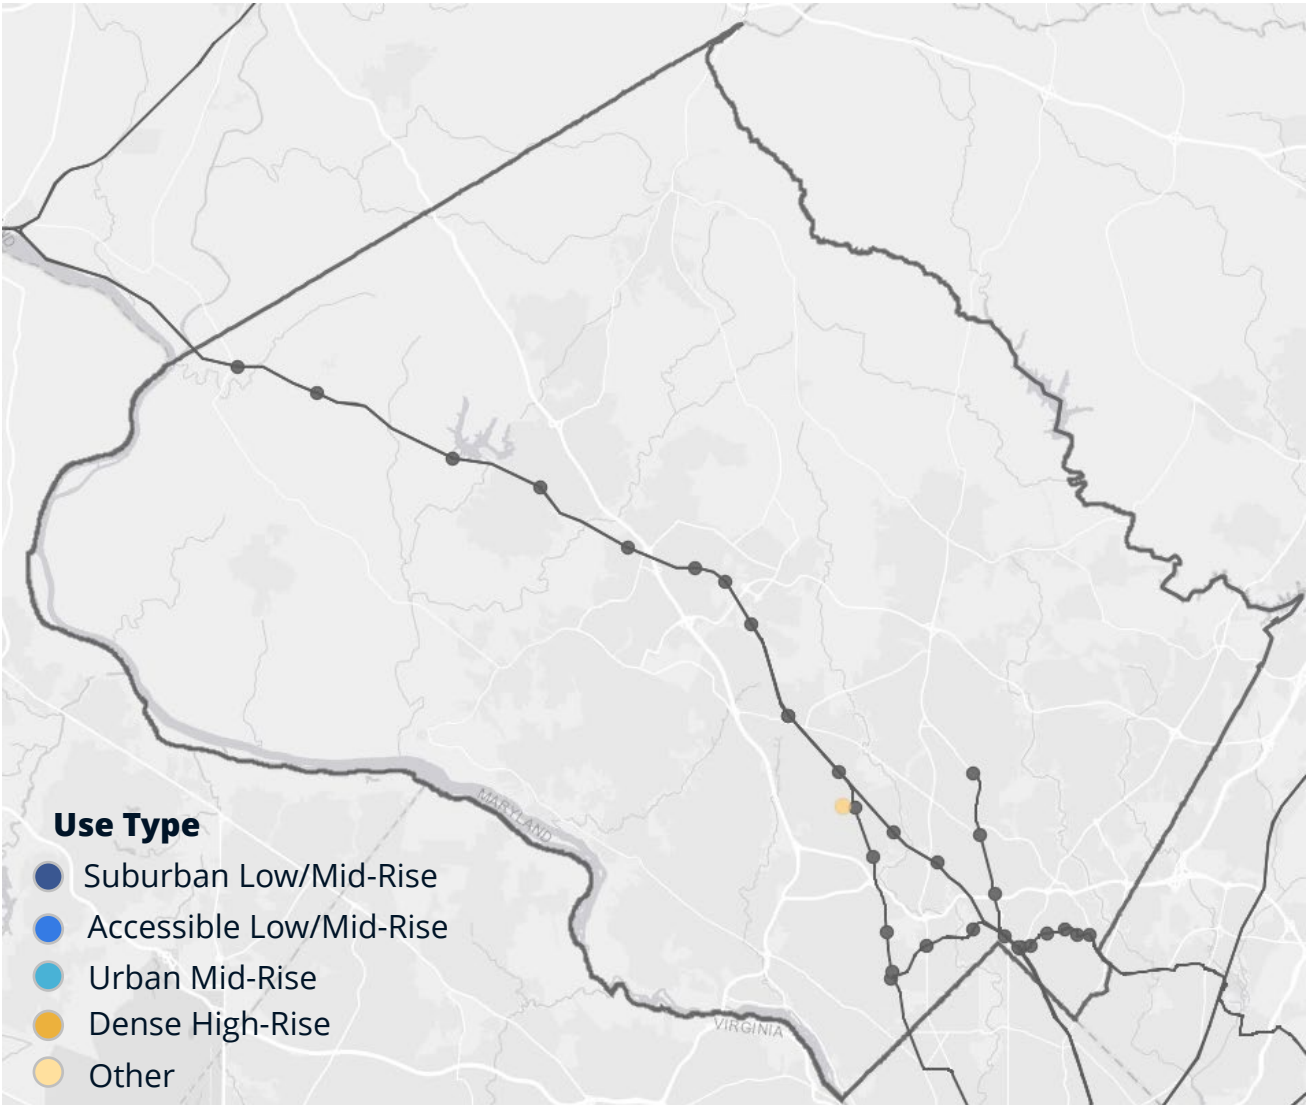 MARYLAND
VIRGINIA
Use Type
Suburban Low/Mid-Rise
Accessible Low/Mid-Rise
Urban Mid-Rise
Dense High-Rise
Other